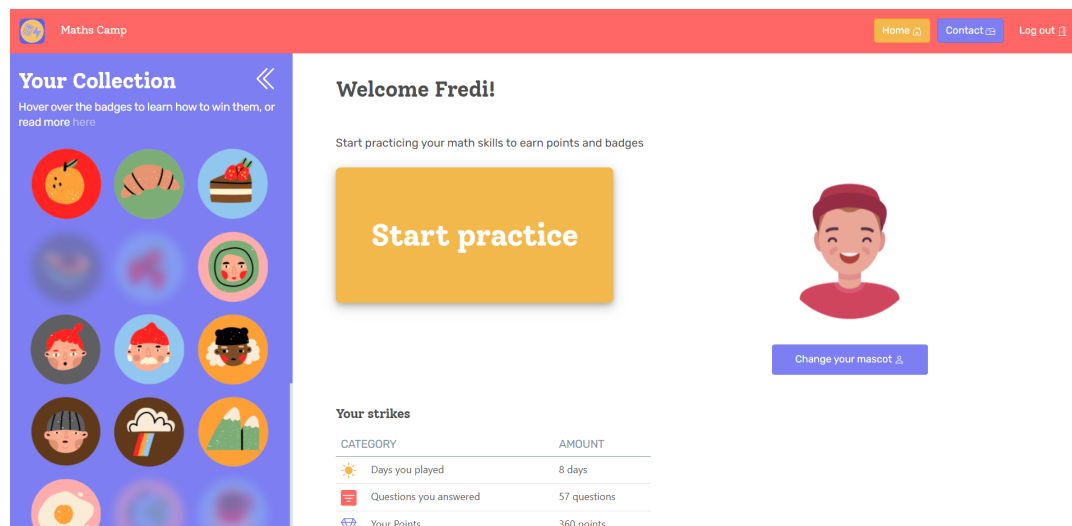 Maths Camp
Home
Contact
Log out
Your Collection
Hover over the badges to learn how to win them, or
read more here
Welcome Fredi!
Start practicing your math skills to earn points and badges
Start practice
Change your mascot
Your strikes
CATEGORY AMOUNT
Days you played 8 days
Questions you answered 57 questions
Your Points 360 points